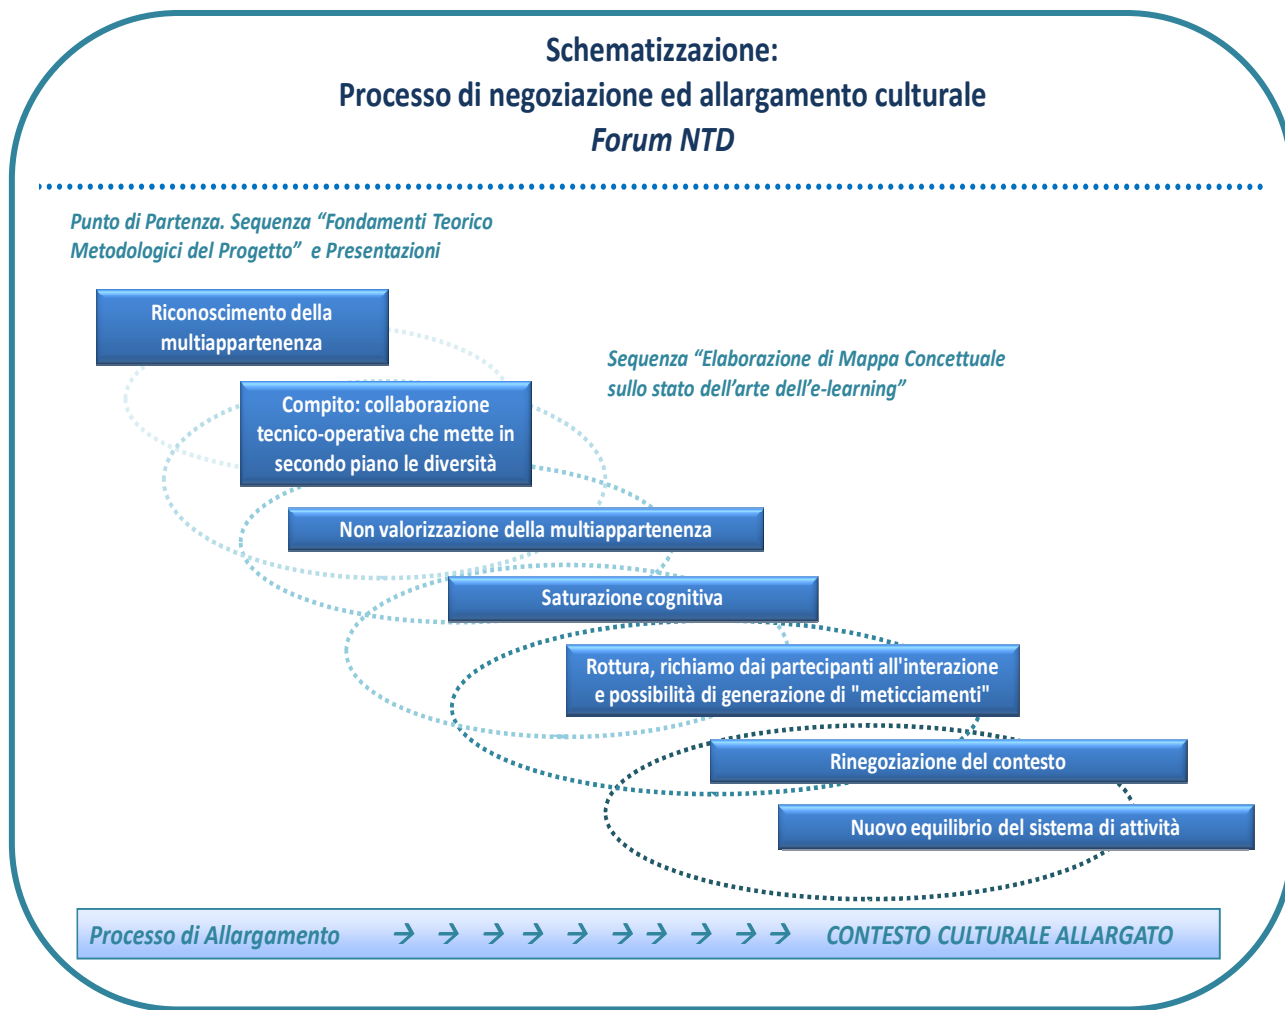 Schematizzazione:
Processo di negoziazione ed allargamento culturale
Forum NTD
Punto di Partenza. Sequenza “Fondamenti Teorico
Metodologici del Progetto” e Presentazioni
Riconoscimento della
multiappartenenza
Sequenza “Elaborazione di Mappa Concettuale
sullo stato dell’arte dell’e-learning”
Compito: collaborazione
tecnico-operativa che mette in
secondo piano le diversità
Non valorizzazione della multiappartenenza
Saturazione cognitiva
Rottura, richiamo dai partecipanti all'interazione
e possibilità di generazione di "meticciamenti"
Rinegoziazione del contesto
Nuovo equilibrio del sistema di attività
Processo di Allargamento → → → → → → → → → → CONTESTO CULTURALE ALLARGATO